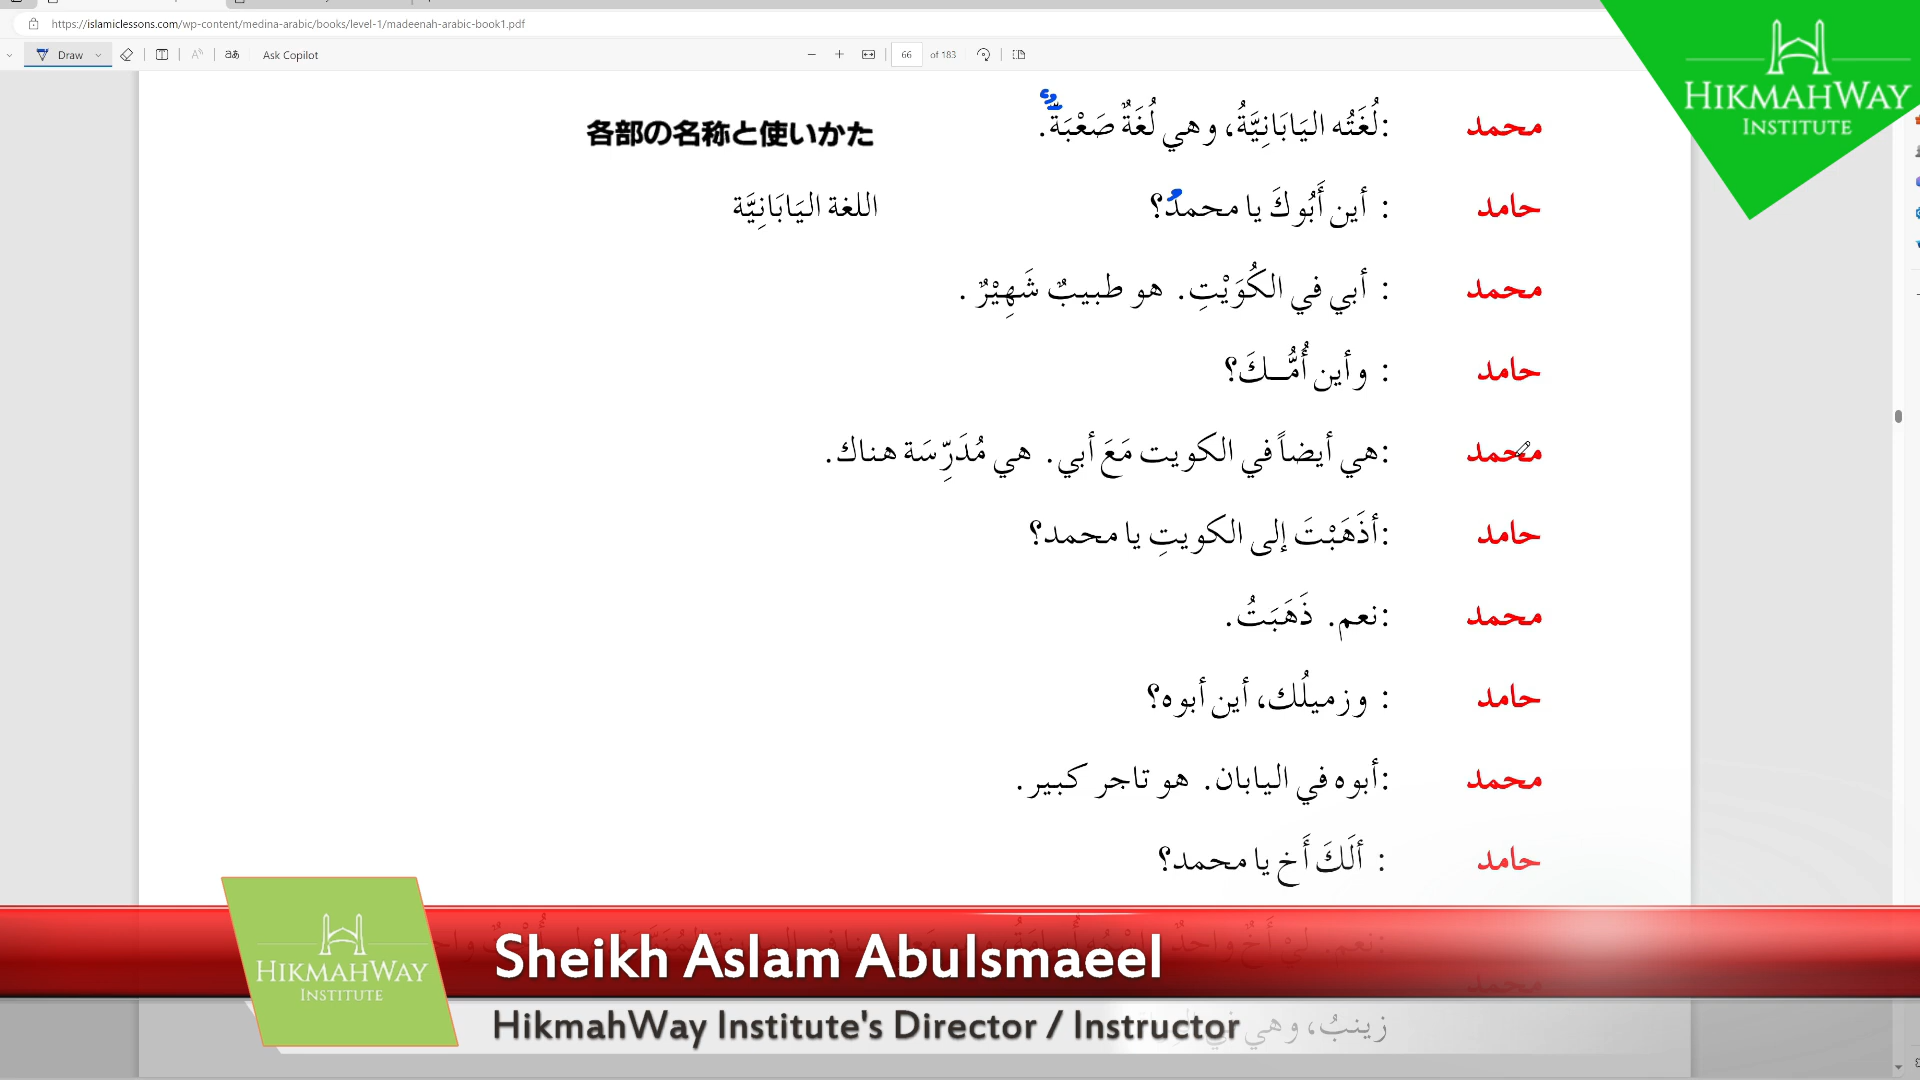 https://islamiclessons.com/wp-content/medina-arabic/books/level-1/madeenah-arabic-book1.pdf
Draw
Ask Copilot
66 of 183
HIKMAHWAY
INSTITUTE
محمد :لُغَتُه اليَابَانِيَّةُ، وهي لُغَةٌ صَعْبَةٌ.
各部の名称と使いかた
حامد : أين أَبُوكَ يا محمدُ؟
اللغة اليَابَانِيَّة
محمد : أبي في الكُوَيْتِ. هو طبيبٌ شَهِيْرٌ .
حامد : وأين أُمُّـكَ؟
محمد :هي أيضاً في الكويت مَعَ أبي. هي مُدَرِّسَة هناك.
حامد :أذَهَبْتَ إلى الكويتِ يا محمد؟
محمد :نعم. ذَهَبَتُ.
حامد : وزميلُك، أين أبوه؟
محمد :أبوه في اليابان. هو تاجر كبير.
حامد : ألَكَ أَخ يا محمد؟
HIKMAHWAY
INSTITUTE
Sheikh Aslam AbuIsmaeel
HikmahWay Institute's Director / Instructor
زينبُ، وهي